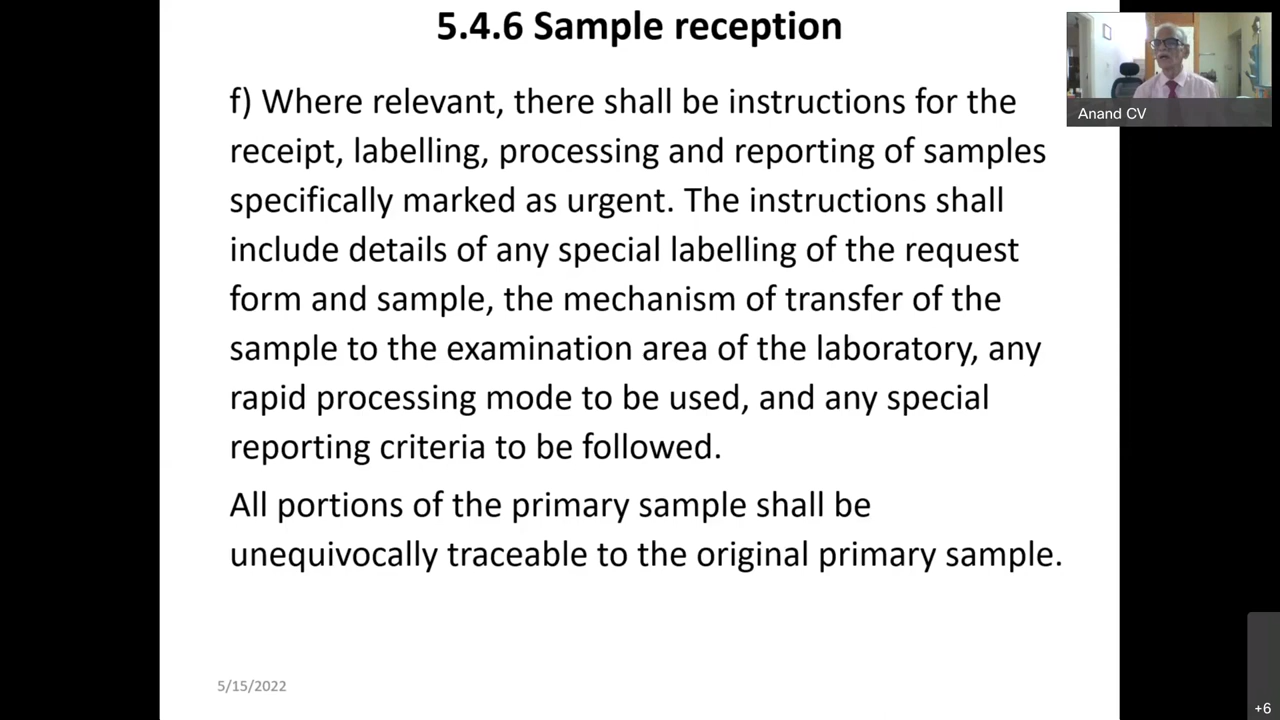 5.4.6 Sample reception
Anand CV
f) Where relevant, there shall be instructions for the
receipt, labelling, processing and reporting of samples
specifically marked as urgent. The instructions shall
include details of any special labelling of the request
form and sample, the mechanism of transfer of the
sample to the examination area of the laboratory, any
rapid processing mode to be used, and any special
reporting criteria to be followed.
All portions of the primary sample shall be
unequivocally traceable to the original primary sample.
5/15/2022
+6